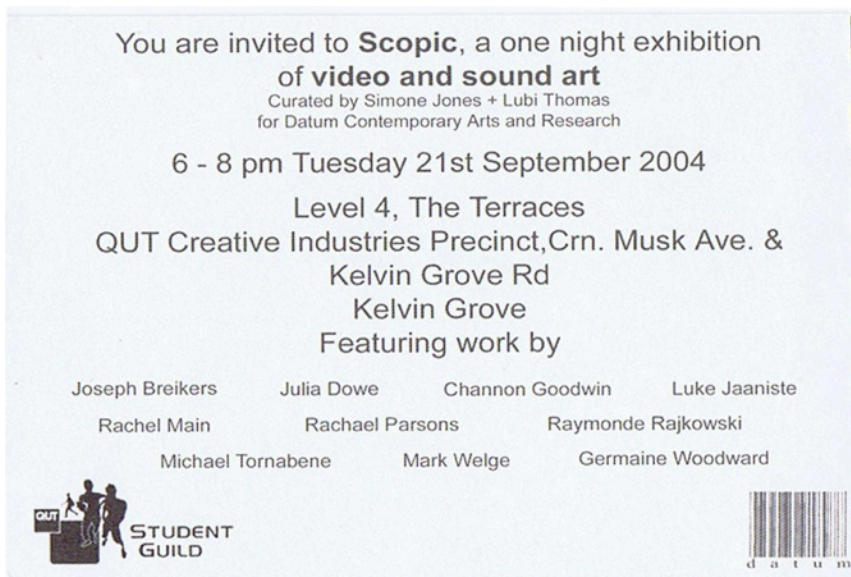 You are invited to Scopic, a one night exhibition
of video and sound art
Curated by Simone Jones + Lubi Thomas
for Datum Contemporary Arts and Research
6 - 8 pm Tuesday 21st September 2004
Level 4, The Terraces
QUT Creative Industries Precinct,Crn. Musk Ave. &
Kelvin Grove Rd
Kelvin Grove
Featuring work by
Joseph Breikers Julia Dowe Channon Goodwin Luke Jaaniste
Rachel Main Rachael Parsons Raymonde Rajkowski
Michael Tornabene Mark Welge Germaine Woodward
QUT
STUDENT
GUILD
datum